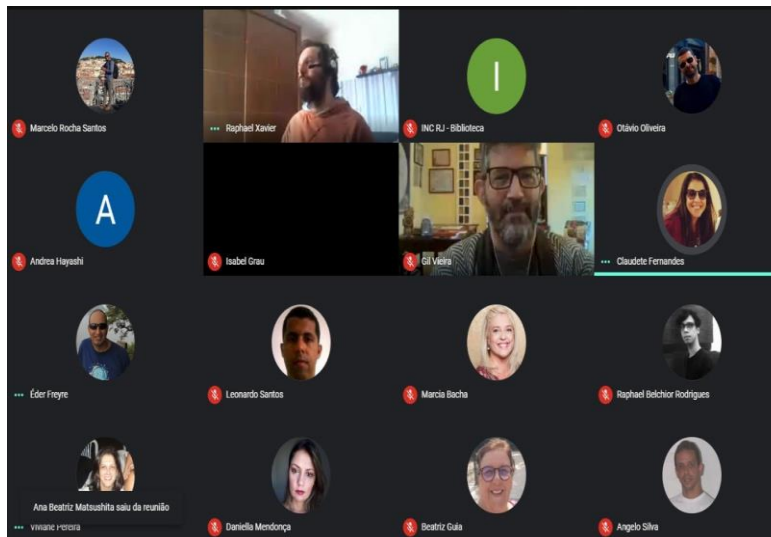 Marcelo Rocha Santos
Raphael Xavier
I
INC RJ - Biblioteca
Otávio Oliveira
A
Andrea Hayashi
Isabel Grau
Gil Vieira
Claudete Fernandes
Éder Freyre
Leonardo Santos
Marcia Bacha
Raphael Belchior Rodrigues
Ana Beatriz Matsushita saiu da reunião
Viviane Pereira
Daniella Mendonça
Beatriz Guia
Angelo Silva